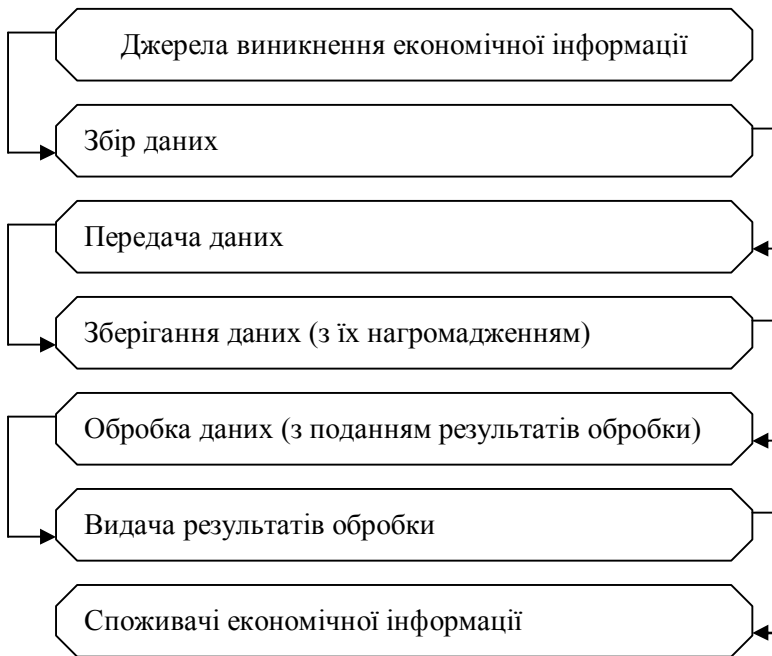 Джерела виникнення економічної інформації
Збір даних
Передача даних
Зберігання даних (з їх нагромадженням)
Обробка даних (з поданням результатів обробки)
Видача результатів обробки
Споживачі економічної інформації